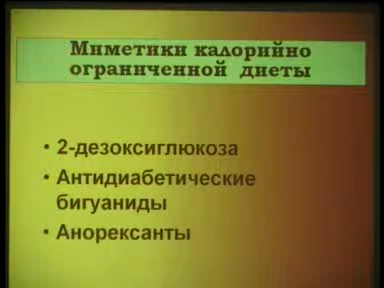 Миметики калорийно
ограниченной диеты
• 2-дезоксиглюкоза
• Антидиабетические
бигуаниды
• Анорексанты